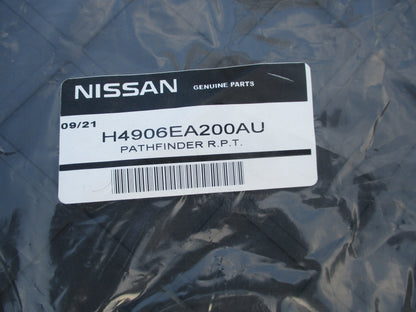 NISSAN GENUINE PARTS
09/21
H4906EA200AU
PATHFINDER R.P.T.